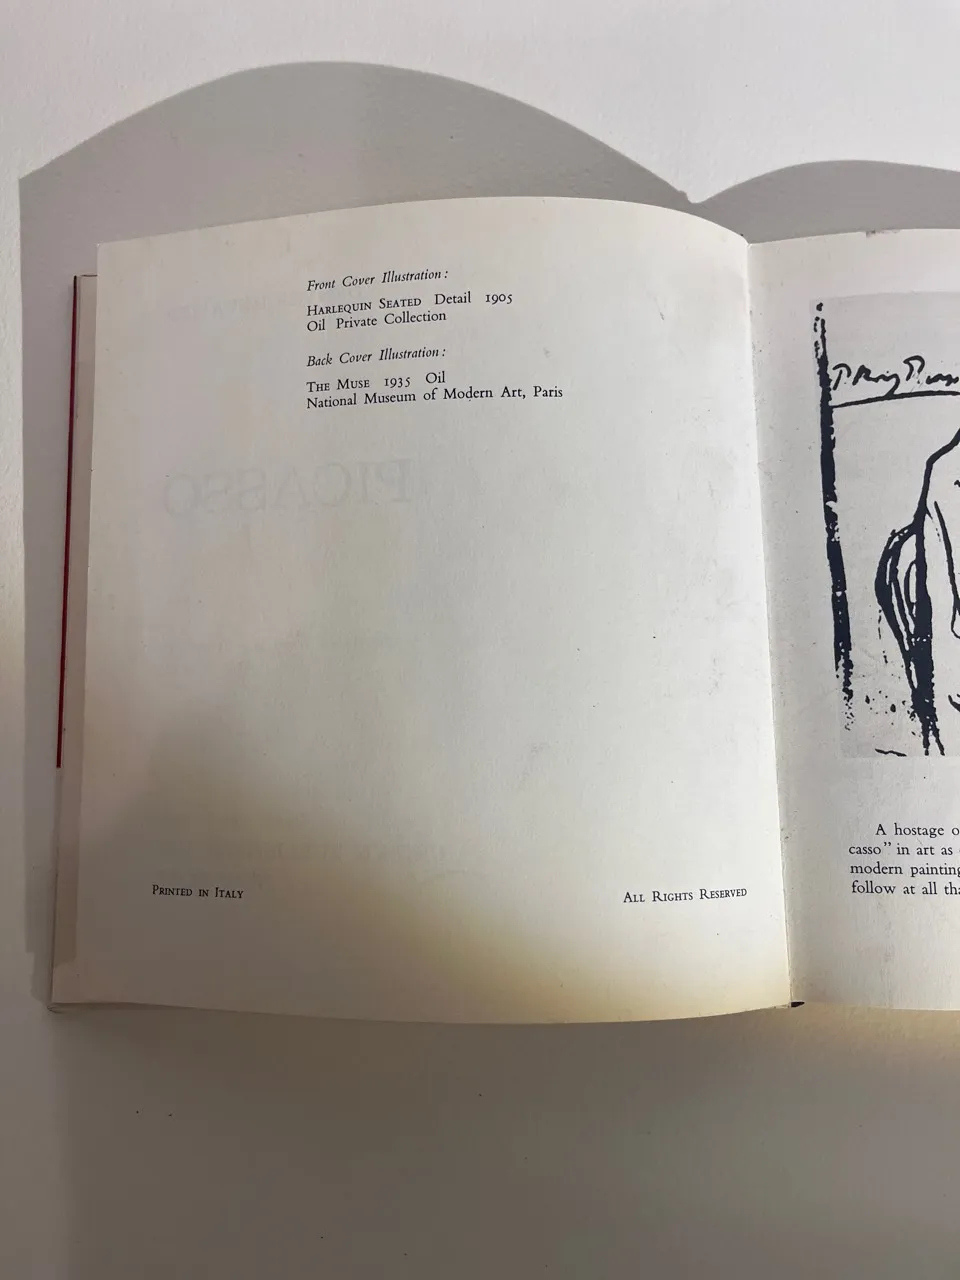 Front Cover Illustration:
HARLEQUIN SEATED Detail 1905
Oil Private Collection
Back Cover Illustration:
THE MUSE 1935 Oil
National Museum of Modern Art, Paris
PICASSO
PRINTED IN ITALY
ALL RIGHTS RESERVED
A hostage o
casso" in art as
modern painting
follow at all tha